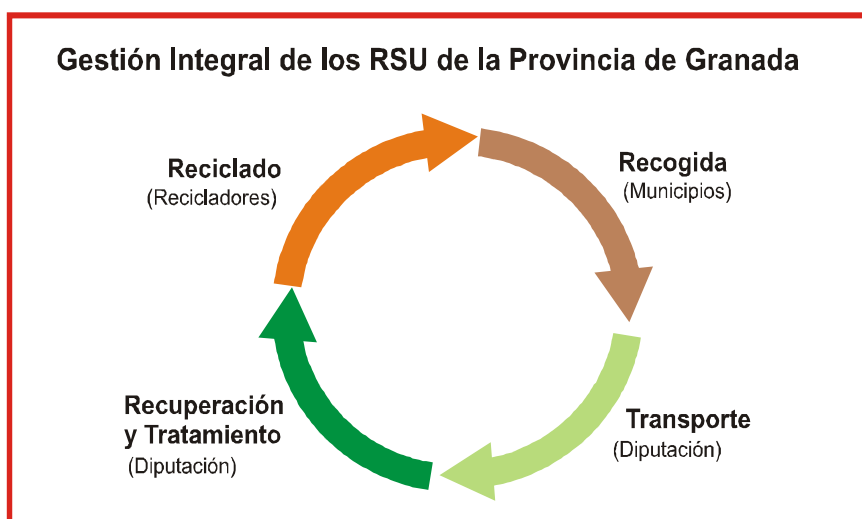 Gestión Integral de los RSU de la Provincia de Granada
Reciclado
(Recicladores)
Recogida
(Municipios)
Recuperación
y Tratamiento
(Diputación)
Transporte
(Diputación)